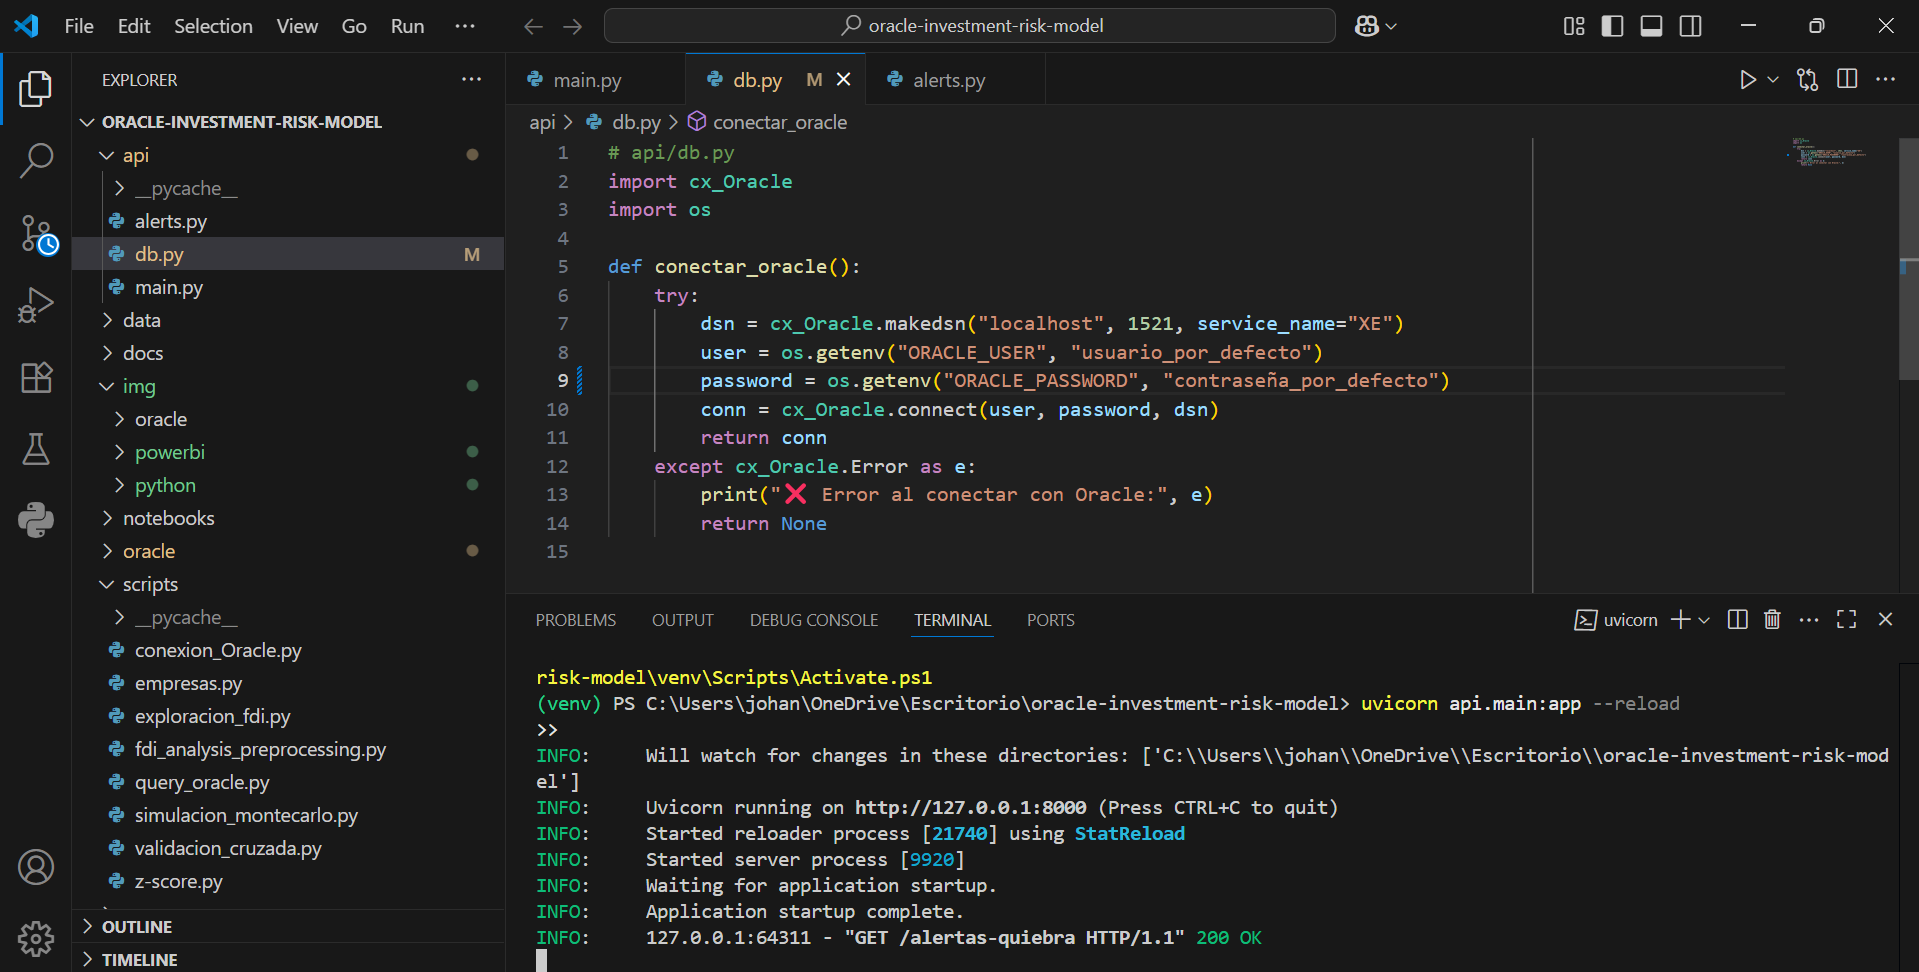 File Edit Selection View Go Run ···
oracle-investment-risk-model
EXPLORER ···
ORACLE-INVESTMENT-RISK-MODEL
api
__pycache__
alerts.py
db.py M
main.py
data
docs
img
oracle
powerbi
python
notebooks
oracle
scripts
__pycache__
conexion_Oracle.py
empresas.py
exploracion_fdi.py
fdi_analysis_preprocessing.py
query_oracle.py
simulacion_montecarlo.py
validacion_cruzada.py
z-score.py
OUTLINE
TIMELINE
main.py db.py M alerts.py
api > db.py > conectar_oracle
1 # api/db.py
2 import cx_Oracle
3 import os
4
5 def conectar_oracle():
6 try:
7 dsn = cx_Oracle.makedsn("localhost", 1521, service_name="XE")
8 user = os.getenv("ORACLE_USER", "usuario_por_defecto")
9 password = os.getenv("ORACLE_PASSWORD", "contraseña_por_defecto")
10 conn = cx_Oracle.connect(user, password, dsn)
11 return conn
12 except cx_Oracle.Error as e:
13 print("❌ Error al conectar con Oracle:", e)
14 return None
15
PROBLEMS OUTPUT DEBUG CONSOLE TERMINAL PORTS uvicorn
risk-model\venv\Scripts\Activate.ps1
(venv) PS C:\Users\johan\OneDrive\Escritorio\oracle-investment-risk-model> uvicorn api.main:app --reload
>>
INFO: Will watch for changes in these directories: ['C:\\Users\\johan\\OneDrive\\Escritorio\\oracle-investment-risk-mod
el']
INFO: Uvicorn running on http://127.0.0.1:8000 (Press CTRL+C to quit)
INFO: Started reloader process [21740] using StatReload
INFO: Started server process [9920]
INFO: Waiting for application startup.
INFO: Application startup complete.
INFO: 127.0.0.1:64311 - "GET /alertas-quiebra HTTP/1.1" 200 OK